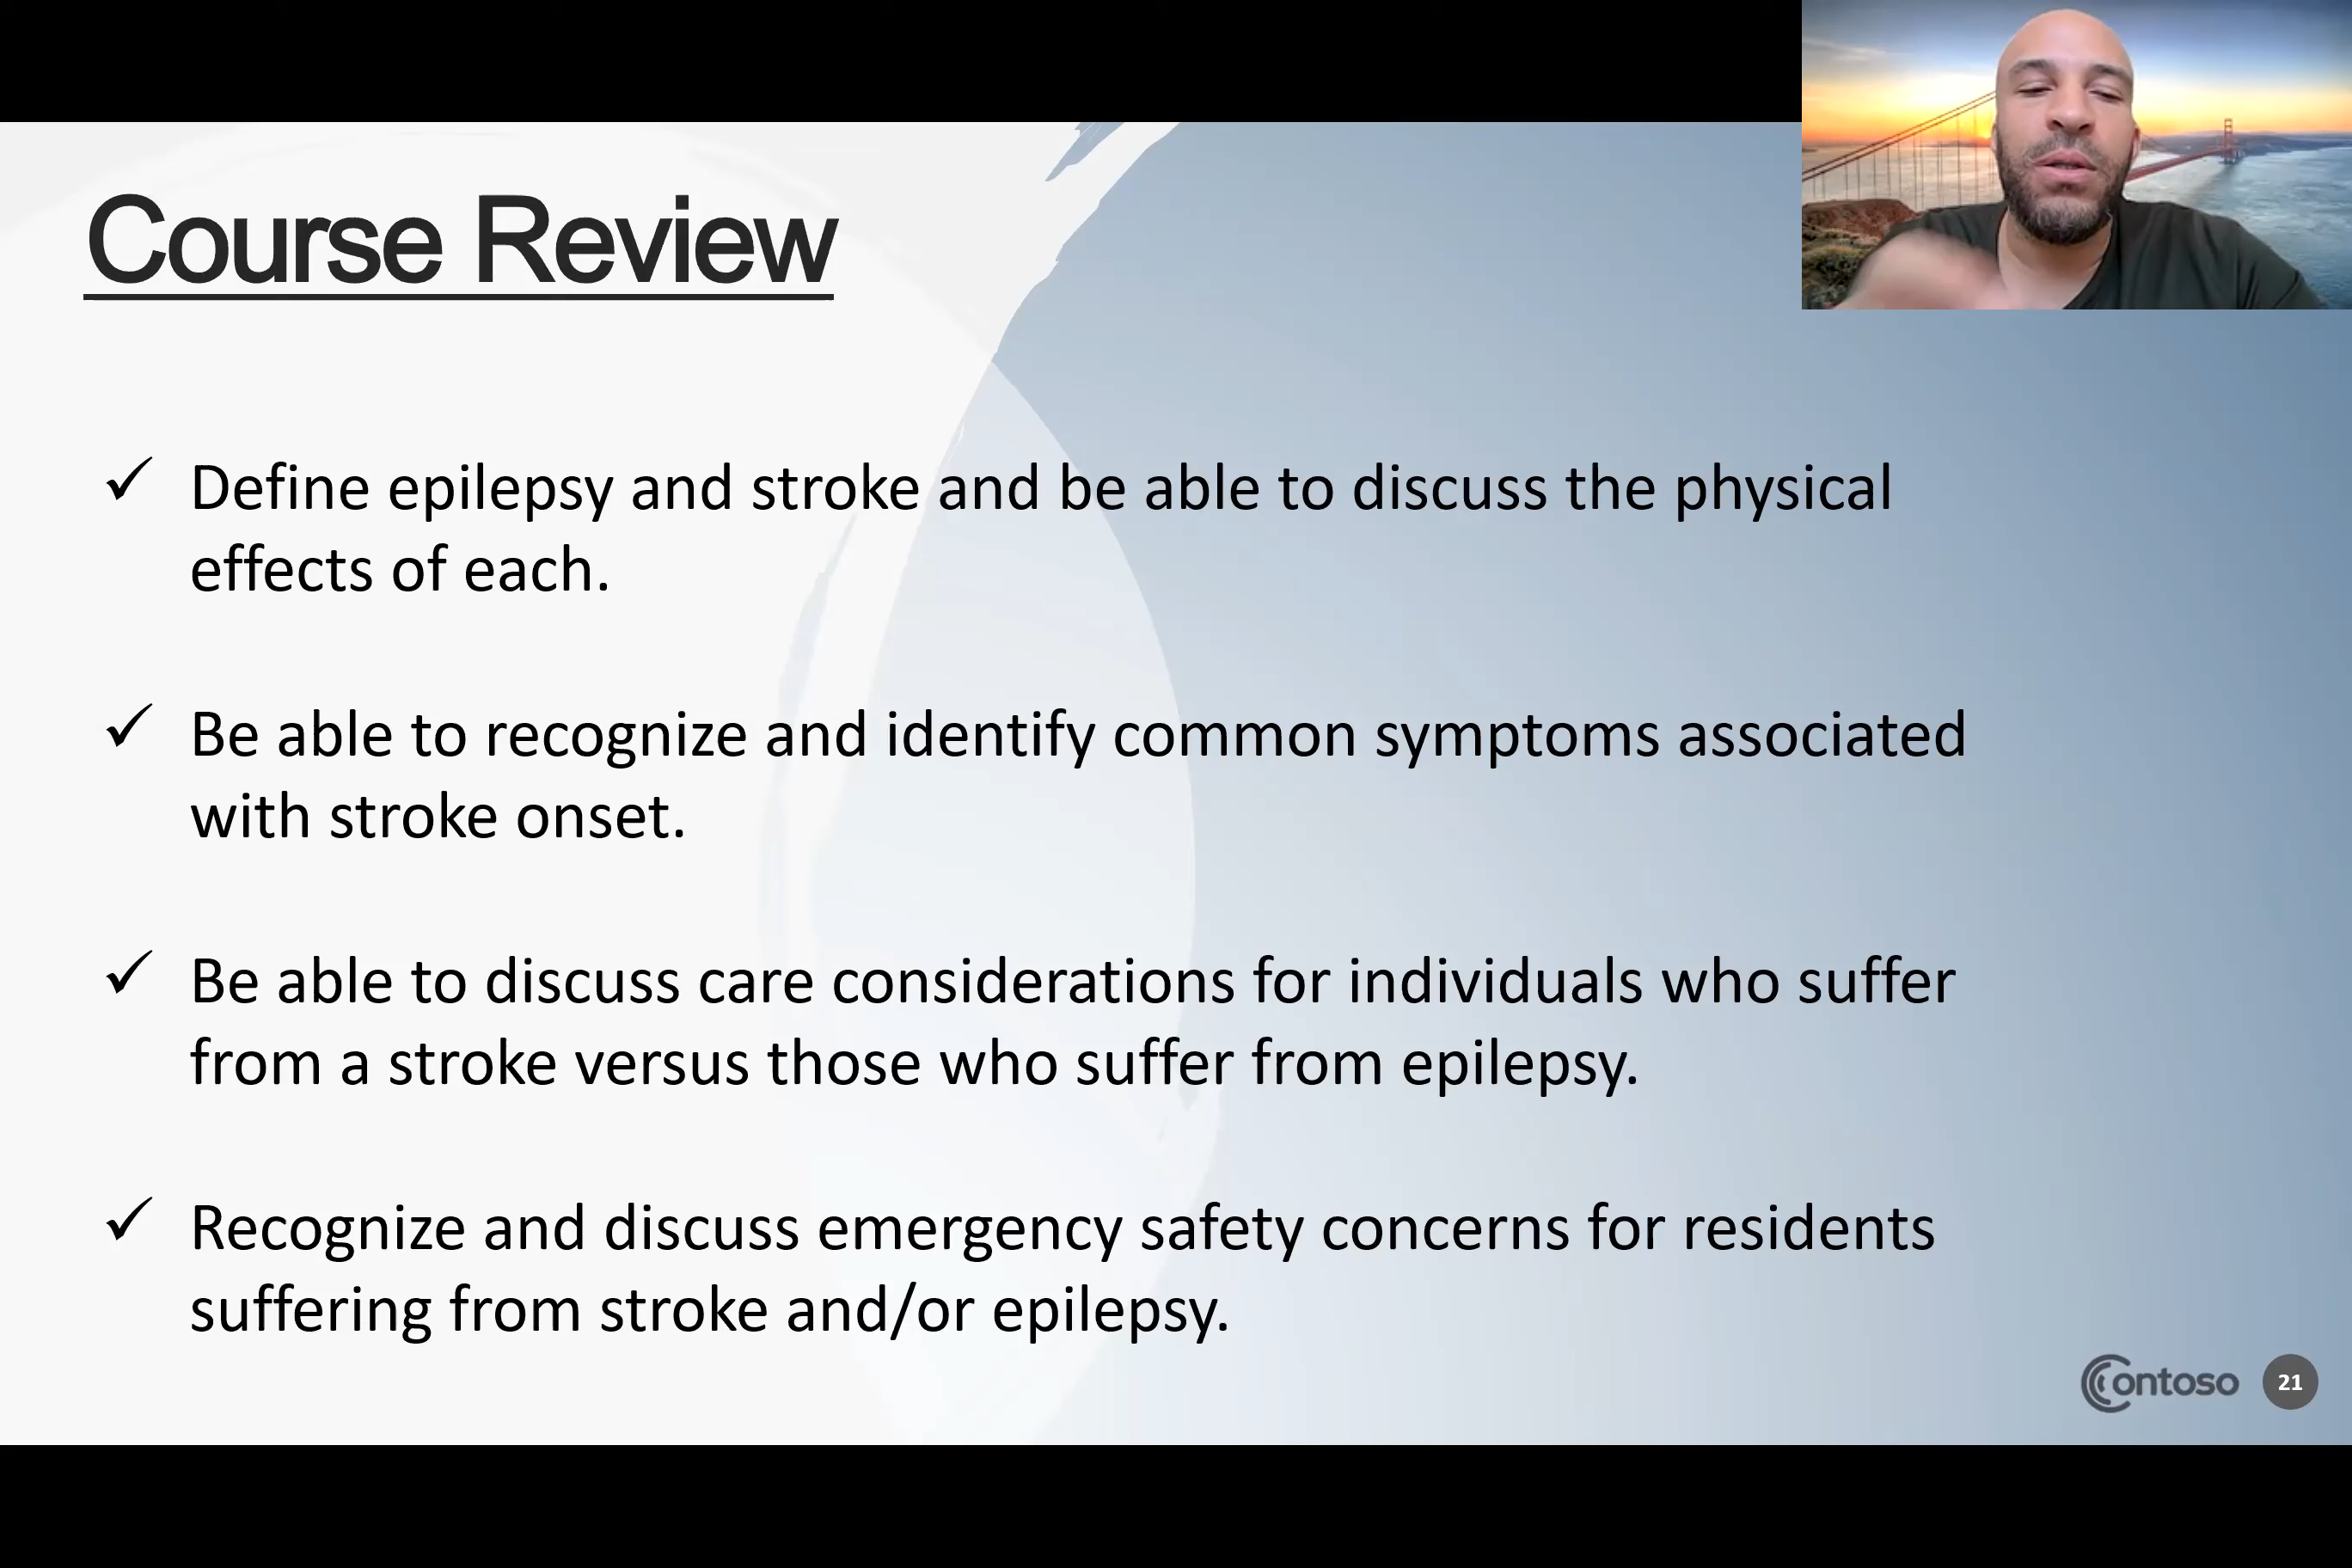 Course Review
✓ Define epilepsy and stroke and be able to discuss the physical
effects of each.
✓ Be able to recognize and identify common symptoms associated
with stroke onset.
✓ Be able to discuss care considerations for individuals who suffer
from a stroke versus those who suffer from epilepsy.
✓ Recognize and discuss emergency safety concerns for residents
suffering from stroke and/or epilepsy.
Contoso 21